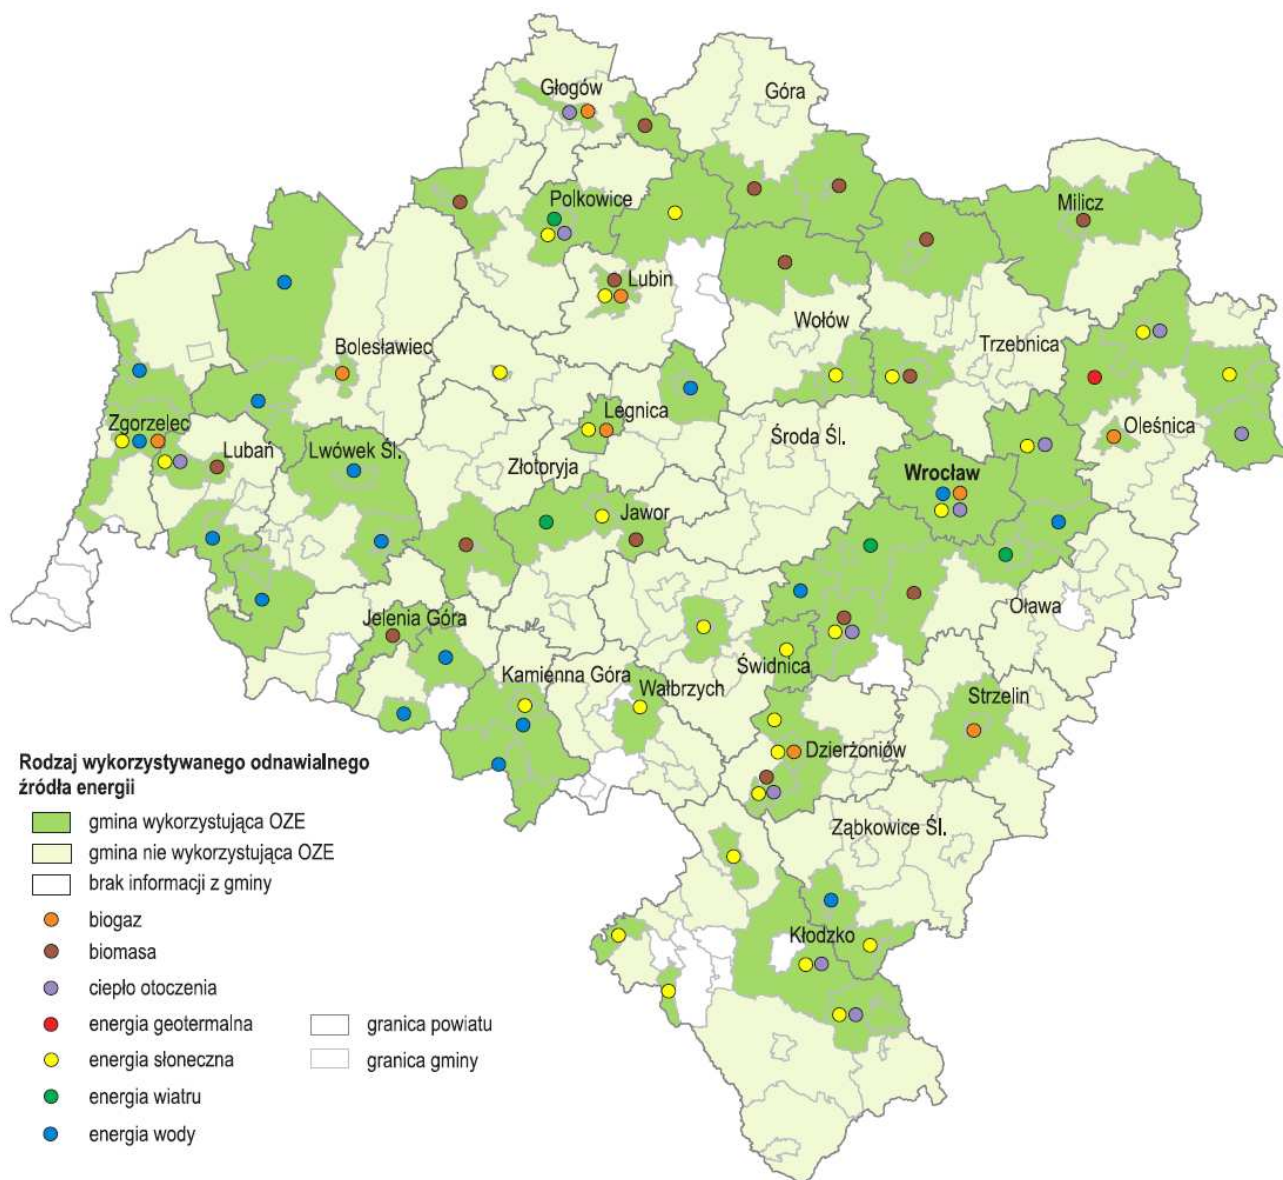 Głogów
Góra
Polkowice
Milicz
Lubin
Wołów
Trzebnica
Bolesławiec
Legnica
Oleśnica
Zgorzelec
Lubań
Lwówek Śl.
Złotoryja
Środa Śl.
Wrocław
Jawor
Jelenia Góra
Oława
Kamienna Góra
Wałbrzych
Świdnica
Strzelin
Dzierżoniów
Ząbkowice Śl.
Kłodzko
Rodzaj wykorzystywanego odnawialnego
źródła energii
gmina wykorzystująca OZE
gmina nie wykorzystująca OZE
brak informacji z gminy
biogaz
biomasa
ciepło otoczenia
energia geotermalna
energia słoneczna
energia wiatru
energia wody
granica powiatu
granica gminy